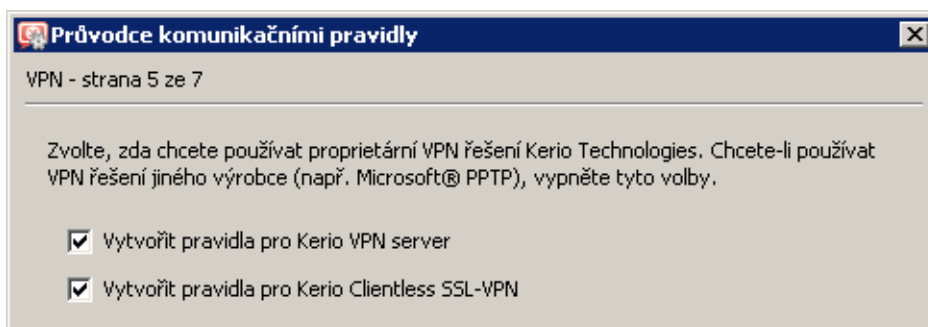 Průvodce komunikačními pravidly
VPN - strana 5 ze 7
Zvolte, zda chcete používat proprietární VPN řešení Kerio Technologies. Chcete-li používat
VPN řešení jiného výrobce (např. Microsoft® PPTP), vypněte tyto volby.
Vytvořit pravidla pro Kerio VPN server
Vytvořit pravidla pro Kerio Clientless SSL-VPN